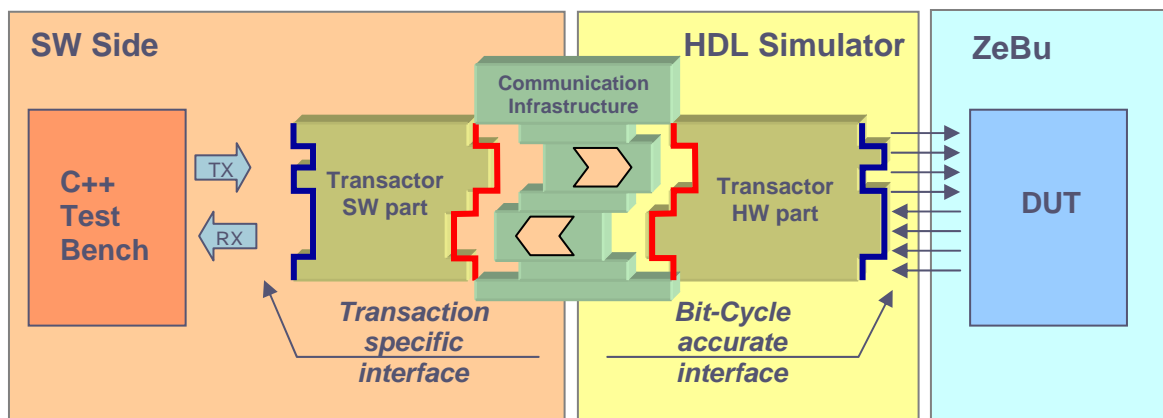 SW Side
HDL Simulator
ZeBu
Communication
Infrastructure
C++
Test
Bench
TX
RX
Transactor
SW part
Transactor
HW part
DUT
Transaction
specific
interface
Bit-Cycle
accurate
interface